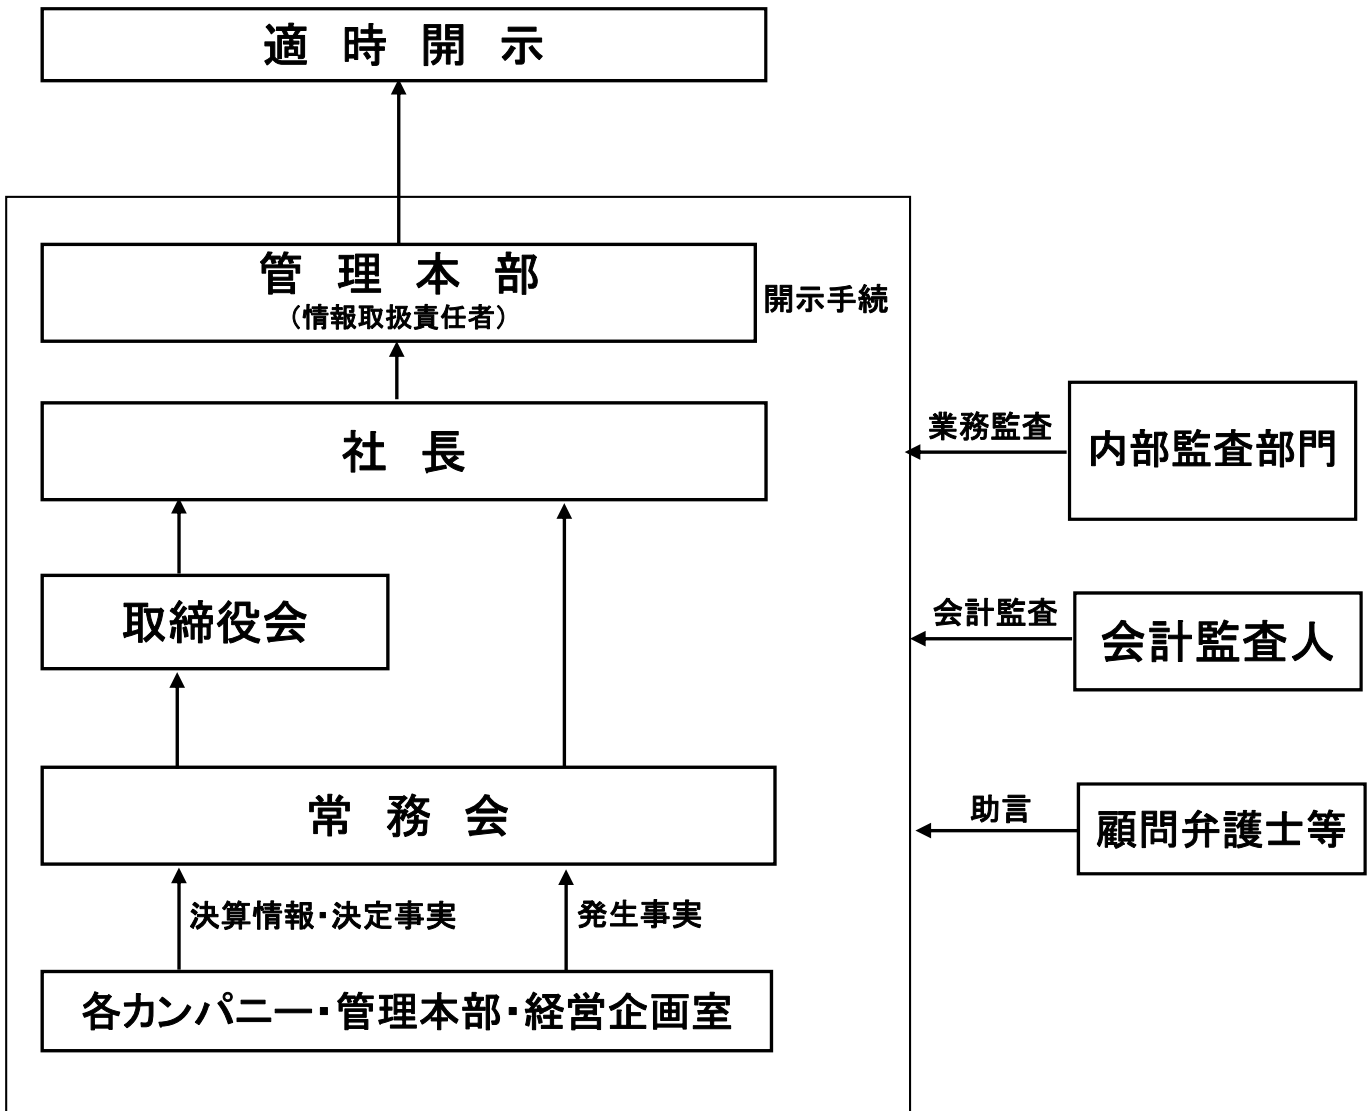 適時開示
管理本部
(情報取扱責任者)
開示手続
社長
業務監査
内部監査部門
取締役会
会計監査
会計監査人
常務会
助言
顧問弁護士等
決算情報・決定事実
発生事実
各カンパニー・管理本部・経営企画室